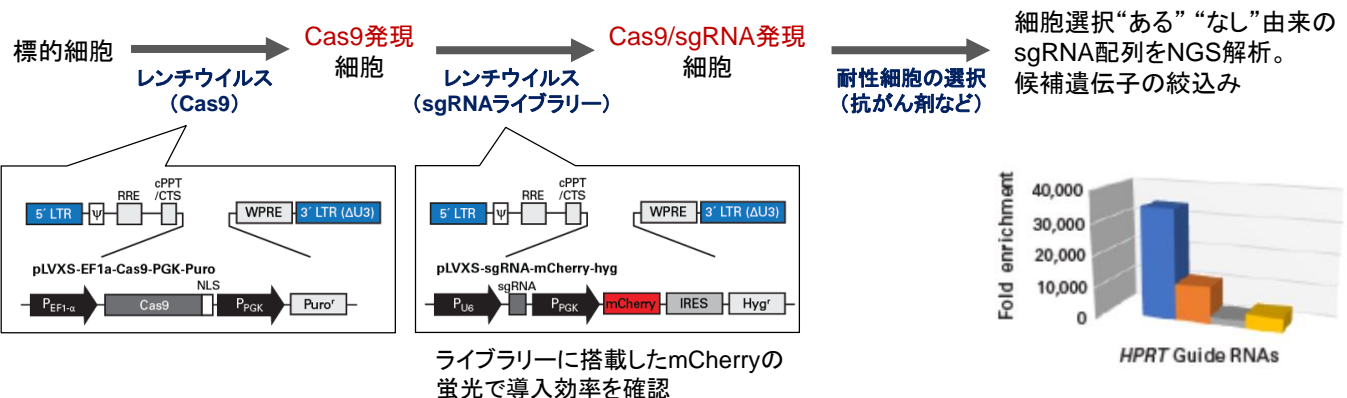 標的細胞
レンチウイルス
（Cas9）
Cas9発現
細胞
レンチウイルス
（sgRNAライブラリー）
Cas9/sgRNA発現
細胞
耐性細胞の選択
（抗がん剤など）
細胞選択“ある” “なし”由来の
sgRNA配列をNGS解析。
候補遺伝子の絞込み
5´ LTR
Ψ
RRE
cPPT
/CTS
WPRE
3´ LTR (ΔU3)
pLVXS-EF1a-Cas9-PGK-Puro
NLS
PEF1-α
Cas9
PPGK
Puroʳ
5´ LTR
Ψ
RRE
cPPT
/CTS
WPRE
3´ LTR (ΔU3)
pLVXS-sgRNA-mCherry-hyg
sgRNA
PU6
PPGK
mCherry
IRES
Hygʳ
ライブラリーに搭載したmCherryの
蛍光で導入効率を確認
Fold enrichment
40,000
30,000
20,000
10,000
0
HPRT Guide RNAs